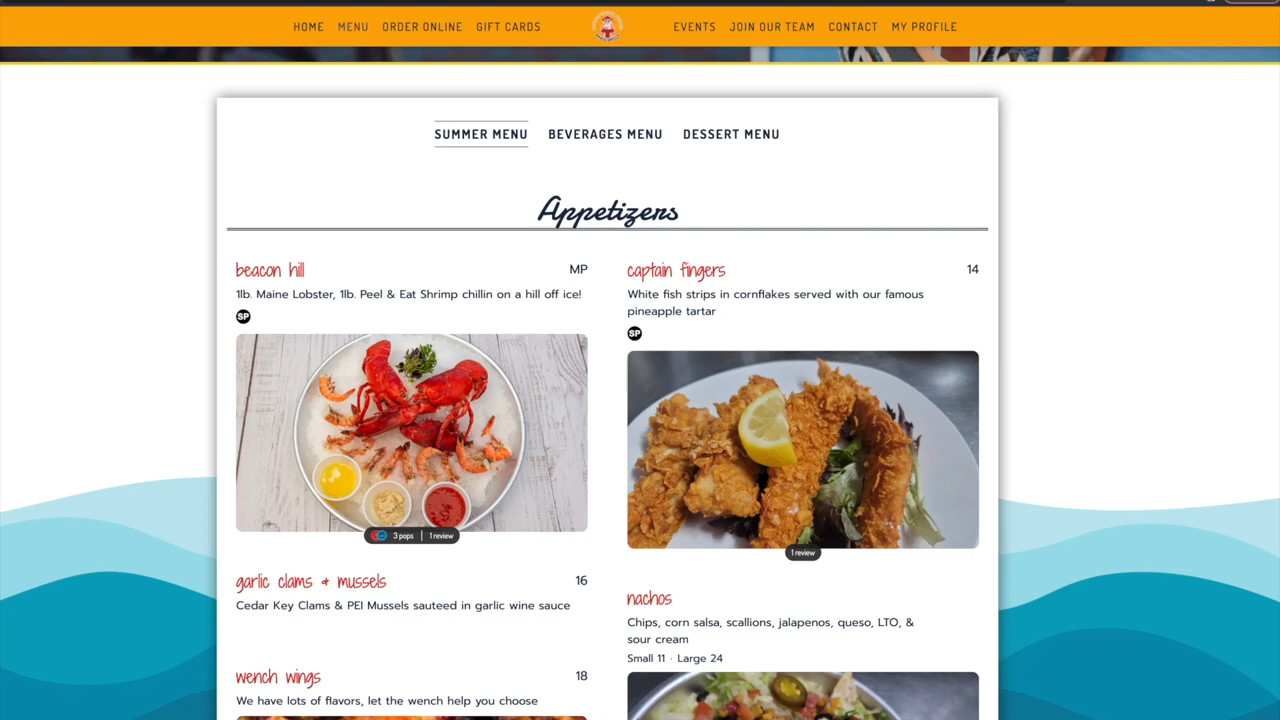 HOME MENU ORDER ONLINE GIFT CARDS EVENTS JOIN OUR TEAM CONTACT MY PROFILE
SUMMER MENU BEVERAGES MENU DESSERT MENU
Appetizers
beacon hill MP
1lb. Maine Lobster, 1lb. Peel & Eat Shrimp chillin on a hill off ice!
SP
3 pops | 1 review
garlic clams & mussels 16
Cedar Key Clams & PEI Mussels sauteed in garlic wine sauce
wench wings 18
We have lots of flavors, let the wench help you choose
captain fingers 14
White fish strips in cornflakes served with our famous
pineapple tartar
SP
1 review
nachos
Chips, corn salsa, scallions, jalapenos, queso, LTO, &
sour cream
Small 11 · Large 24